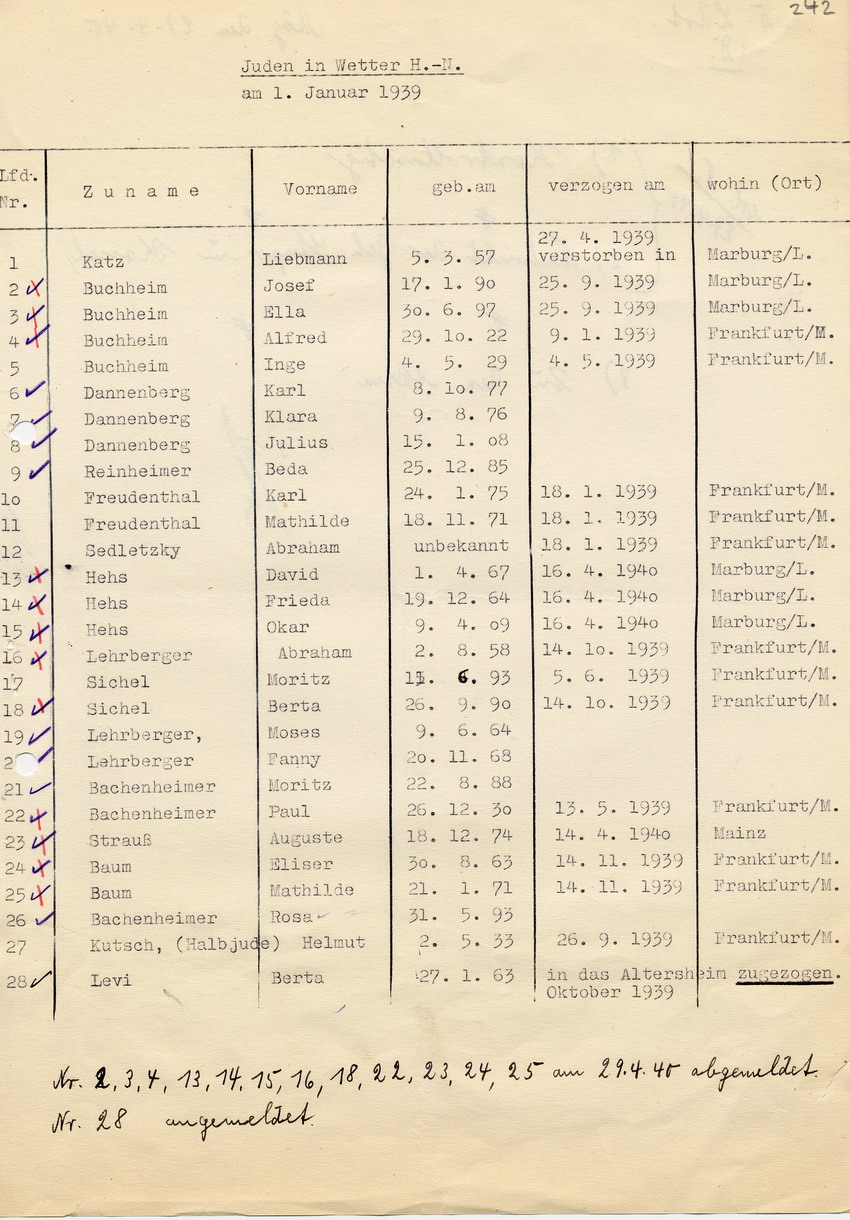 242
Juden in Wetter H.-N.
am 1. Januar 1939
Lfd. Nr. Zuname Vorname geb.am verzogen am wohin (Ort)
27. 4. 1939
1 Katz Liebmann 5. 3. 57 verstorben in Marburg/L.
2 Buchheim Josef 17. 1. 9o 25. 9. 1939 Marburg/L.
3 Buchheim Ella 3o. 6. 97 25. 9. 1939 Marburg/L.
4 Buchheim Alfred 29. lo. 22 9. 1. 1939 Frankfurt/M.
5 Buchheim Inge 4. 5. 29 4. 5. 1939 Frankfurt/M.
6 Dannenberg Karl 8. lo. 77
7 Dannenberg Klara 9. 8. 76
8 Dannenberg Julius 15. 1. o8
9 Reinheimer Beda 25. 12. 85
lo Freudenthal Karl 24. 1. 75 18. 1. 1939 Frankfurt/M.
11 Freudenthal Mathilde 18. 11. 71 18. 1. 1939 Frankfurt/M.
12 Sedletzky Abraham unbekannt 18. 1. 1939 Frankfurt/M.
13 Hehs David 1. 4. 67 16. 4. 194o Marburg/L.
14 Hehs Frieda 19. 12. 64 16. 4. 194o Marburg/L.
15 Hehs Okar 9. 4. o9 16. 4. 194o Marburg/L.
16 Lehrberger Abraham 2. 8. 58 14. lo. 1939 Frankfurt/M.
17 Sichel Moritz 6. 93 5. 6. 1939 Frankfurt/M.
18 Sichel Berta 26. 9. 9o 14. lo. 1939 Frankfurt/M.
19 Lehrberger, Moses 9. 6. 64
2 Lehrberger Fanny 2o. 11. 68
21 Bachenheimer Moritz 22. 8. 88
22 Bachenheimer Paul 26. 12. 3o 13. 5. 1939 Frankfurt/M.
23 Strauß Auguste 18. 12. 74 14. 4. 194o Mainz
24 Baum Eliser 3o. 8. 63 14. 11. 1939 Frankfurt/M.
25 Baum Mathilde 21. 1. 71 14. 11. 1939 Frankfurt/M.
26 Bachenheimer Rosa 31. 5. 93
27 Kutsch, (Halbjude) Helmut 2. 5. 33 26. 9. 1939 Frankfurt/M.
28 Levi Berta 27. 1. 63 in das Altersheim zugezogen.
Oktober 1939
Nr. 2, 3, 4, 13, 14, 15, 16, 18, 22, 23, 24, 25 am 29.4.40 abgemeldet.
Nr. 28 angemeldet.